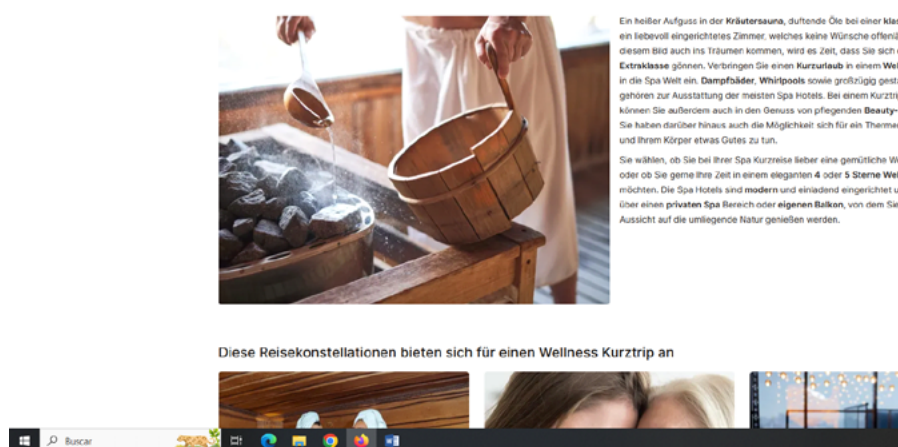 Ein heißer Aufguss in der Kräutersauna, duftende Öle bei einer
ein liebevoll eingerichtetes Zimmer, welches keine Wünsche
diesem Bild auch ins Träumen kommen, wird es Zeit, dass Sie sich
Extraklasse gönnen. Verbringen Sie einen Kurzurlaub in einem
in die Spa Welt ein. Dampfbäder, Whirlpools sowie großzügig
gehören zur Ausstattung der meisten Spa Hotels. Bei einem
können Sie außerdem auch in den Genuss von pflegenden Beauty-
Sie haben darüber hinaus auch die Möglichkeit sich für ein
und Ihrem Körper etwas Gutes zu tun.
Sie wählen, ob Sie bei Ihrer Spa Kurzreise lieber eine gemütliche
oder ob Sie gerne Ihre Zeit in einem eleganten 4 oder 5 Sterne
möchten. Die Spa Hotels sind modern und einladend eingerichtet
über einen privaten Spa Bereich oder eigenen Balkon, von dem Sie
Aussicht auf die umliegende Natur genießen werden.
Diese Reisekonstellationen bieten sich für einen Wellness Kurztrip an
Buscar